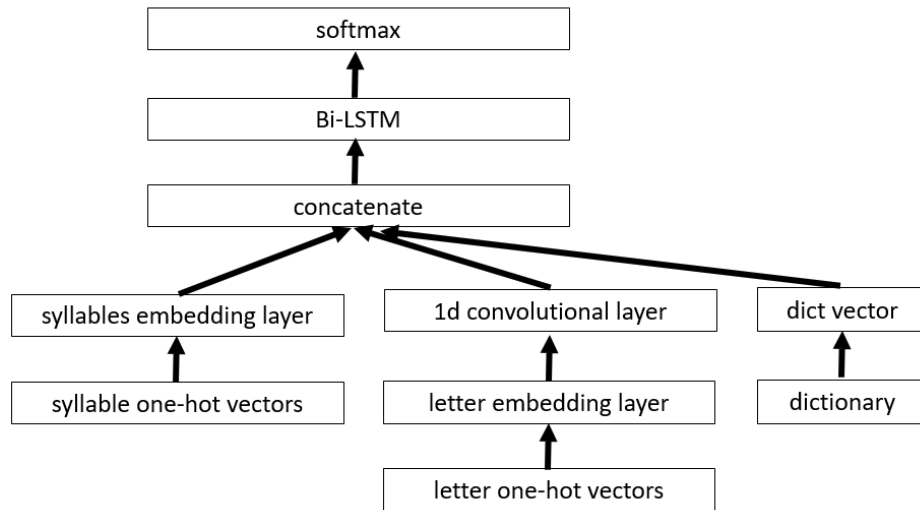 softmax
Bi-LSTM
concatenate
syllables embedding layer
1d convolutional layer
dict vector
syllable one-hot vectors
letter embedding layer
dictionary
letter one-hot vectors